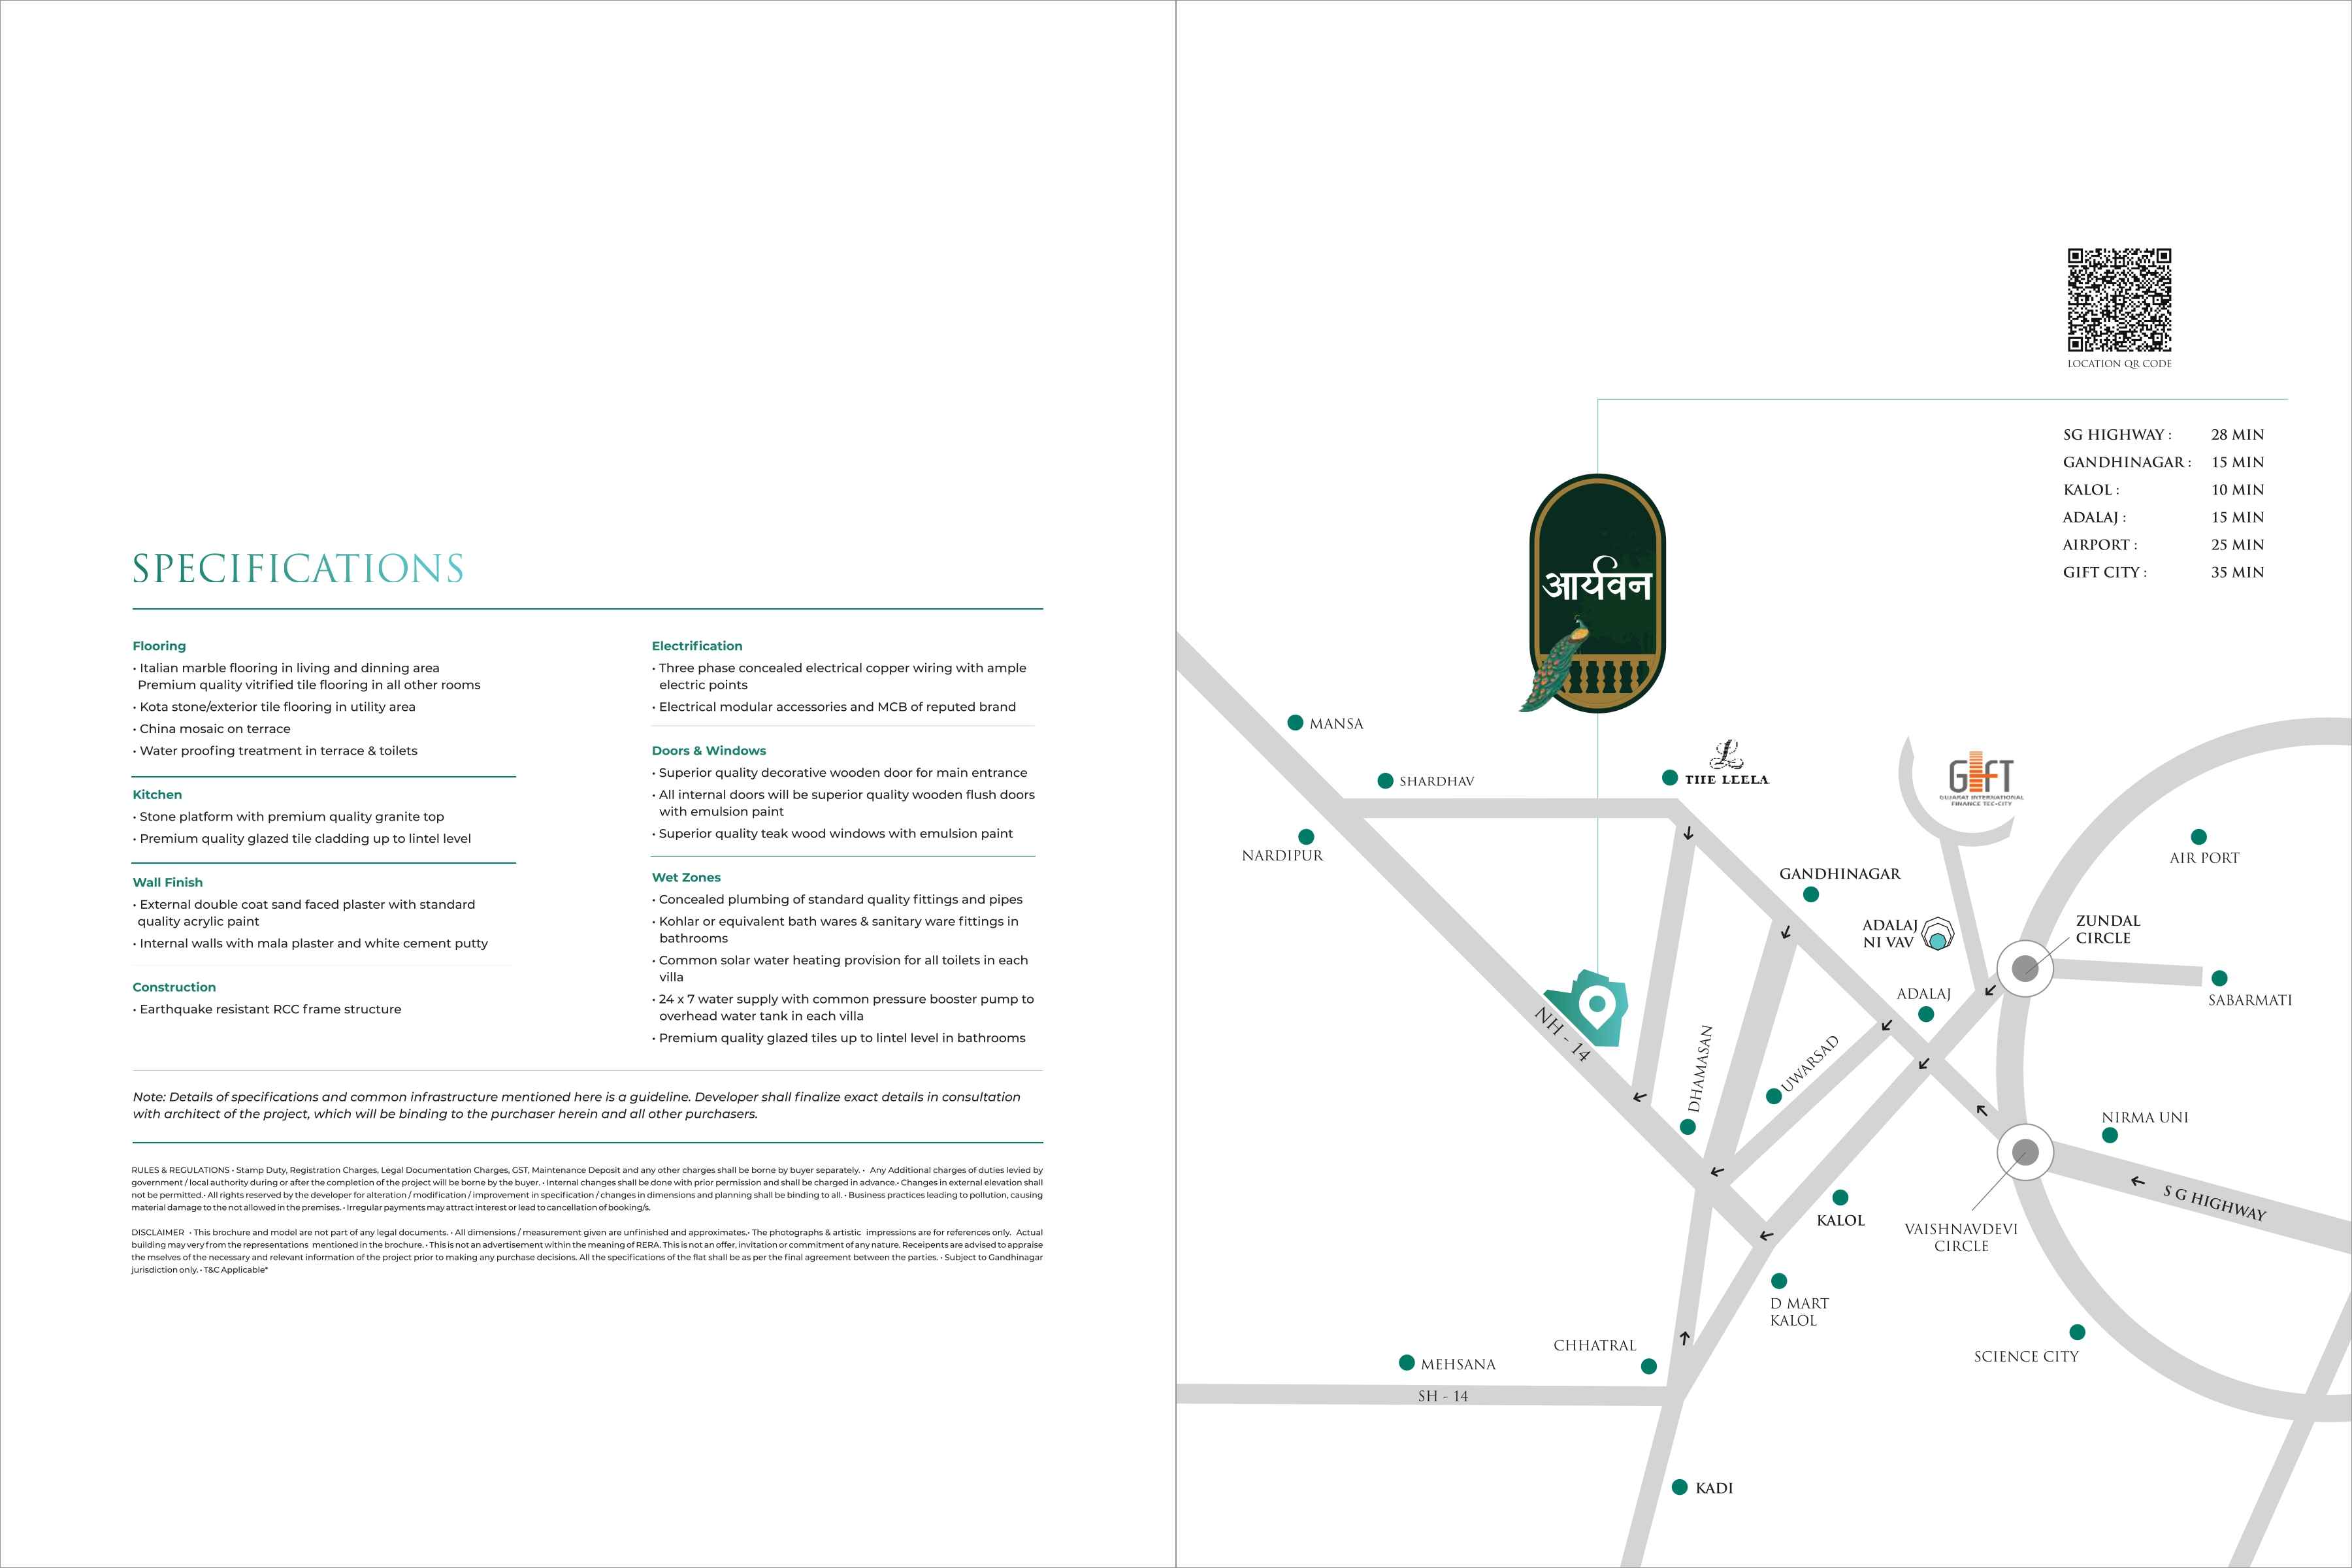 SPECIFICATIONS
Flooring
• Italian marble flooring in living and dinning area
Premium quality vitrified tile flooring in all other rooms
• Kota stone/exterior tile flooring in utility area
• China mosaic on terrace
• Water proofing treatment in terrace & toilets
Kitchen
• Stone platform with premium quality granite top
• Premium quality glazed tile cladding up to lintel level
Wall Finish
• External double coat sand faced plaster with standard
quality acrylic paint
• Internal walls with mala plaster and white cement putty
Construction
• Earthquake resistant RCC frame structure
Electrification
• Three phase concealed electrical copper wiring with ample
electric points
• Electrical modular accessories and MCB of reputed brand
Doors & Windows
• Superior quality decorative wooden door for main entrance
• All internal doors will be superior quality wooden flush doors
with emulsion paint
• Superior quality teak wood windows with emulsion paint
Wet Zones
• Concealed plumbing of standard quality fittings and pipes
• Kohlar or equivalent bath wares & sanitary ware fittings in
bathrooms
• Common solar water heating provision for all toilets in each
villa
• 24 x 7 water supply with common pressure booster pump to
overhead water tank in each villa
• Premium quality glazed tiles up to lintel level in bathrooms
Note: Details of specifications and common infrastructure mentioned here is a guideline. Developer shall finalize exact details in consultation
with architect of the project, which will be binding to the purchaser herein and all other purchasers.
RULES & REGULATIONS • Stamp Duty, Registration Charges, Legal Documentation Charges, GST, Maintenance Deposit and any other charges shall be borne by buyer separately. • Any Additional charges of duties levied by
government / local authority during or after the completion of the project will be borne by the buyer. • Internal changes shall be done with prior permission and shall be charged in advance.• Changes in external elevation shall
not be permitted.• All rights reserved by the developer for alteration / modification / improvement in specification / changes in dimensions and planning shall be binding to all. • Business practices leading to pollution, causing
material damage to the not allowed in the premises. • Irregular payments may attract interest or lead to cancellation of booking/s.
DISCLAIMER • This brochure and model are not part of any legal documents. • All dimensions / measurement given are unfinished and approximates.• The photographs & artistic impressions are for references only. Actual
building may very from the representations mentioned in the brochure. • This is not an advertisement within the meaning of RERA. This is not an offer, invitation or commitment of any nature. Receipents are advised to appraise
the mselves of the necessary and relevant information of the project prior to making any purchase decisions. All the specifications of the flat shall be as per the final agreement between the parties. • Subject to Gandhinagar
jurisdiction only. • T&C Applicable*
LOCATION QR CODE
SG HIGHWAY : 28 MIN
GANDHINAGAR : 15 MIN
KALOL : 10 MIN
ADALAJ : 15 MIN
AIRPORT : 25 MIN
GIFT CITY : 35 MIN
आर्यवन
MANSA
SHARDHAV
THE LEELA
GIFT
GUJARAT INTERNATIONAL
FINANCE TEC-CITY
NARDIPUR
AIR PORT
GANDHINAGAR
ADALAJ
NI VAV
ZUNDAL
CIRCLE
ADALAJ
SABARMATI
NH - 14
DHAMASAN
UWARSAD
NIRMA UNI
S G HIGHWAY
KALOL
VAISHNAVDEVI
CIRCLE
D MART
KALOL
CHHATRAL
SCIENCE CITY
MEHSANA
SH - 14
KADI